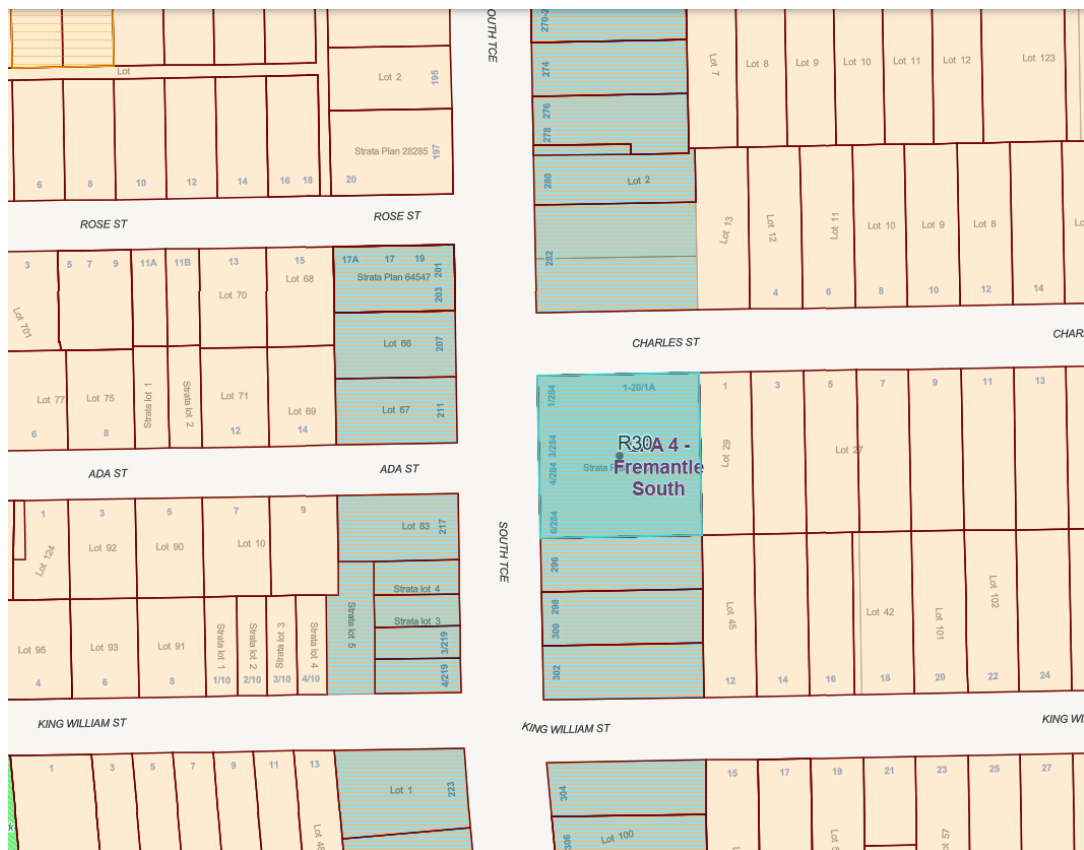 SOUTH TCE
270-2
274
276
278
280
Lot 2
282
Lot 7
Lot 8
Lot 9
Lot 10
Lot 11
Lot 12
Lot 123
Lot
Lot 2
195
Strata Plan 28285
197
6
8
10
12
14
16
18
20
Lot 13
Lot 12
Lot 11
Lot 10
Lot 9
Lot 8
4
6
8
10
12
14
ROSE ST
ROSE ST
3
5
7
9
11A
11B
13
15
17A
17
19
201
203
Strata Plan 64547
Lot 68
Lot 70
Lot 701
Lot 66
207
CHARLES ST
Lot 77
Lot 75
Strata lot 1
Strata lot 2
Lot 71
Lot 69
Lot 67
211
6
8
12
14
1/284
3/284
4/284
6/284
1-20/1A
R30
A 4 -
Fremantle
South
1
3
5
7
9
11
13
Lot 29
Lot 27
ADA ST
ADA ST
1
3
5
7
9
Lot 124
Lot 92
Lot 90
Lot 10
Lot 83
217
SOUTH TCE
296
298
300
302
Strata lot 4
Strata lot 3
Strata lot 5
3/219
4/219
Lot 95
Lot 93
Lot 91
Strata lot 1
Strata lot 2
Strata lot 3
Strata lot 4
4
6
8
1/10
2/10
3/10
4/10
Lot 45
Lot 42
Lot 101
Lot 102
12
14
16
18
20
22
24
KING WILLIAM ST
KING WILLIAM ST
KING WI
1
3
5
7
9
11
13
Lot 1
223
304
306
Lot 100
15
17
19
21
23
25
27